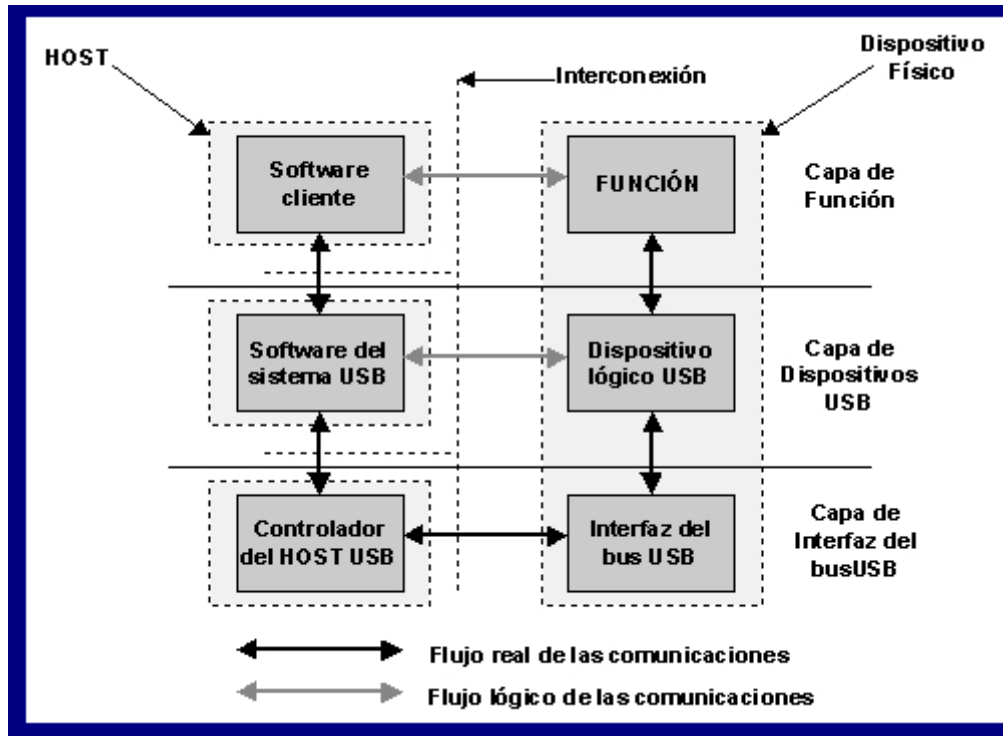 HOST
Interconexión
Dispositivo
Físico
Software
cliente
FUNCIÓN
Capa de
Función
Software del
sistema USB
Dispositivo
lógico USB
Capa de
Dispositivos
USB
Controlador
del HOST USB
Interfaz del
bus USB
Capa de
Interfaz del
busUSB
Flujo real de las comunicaciones
Flujo lógico de las comunicaciones